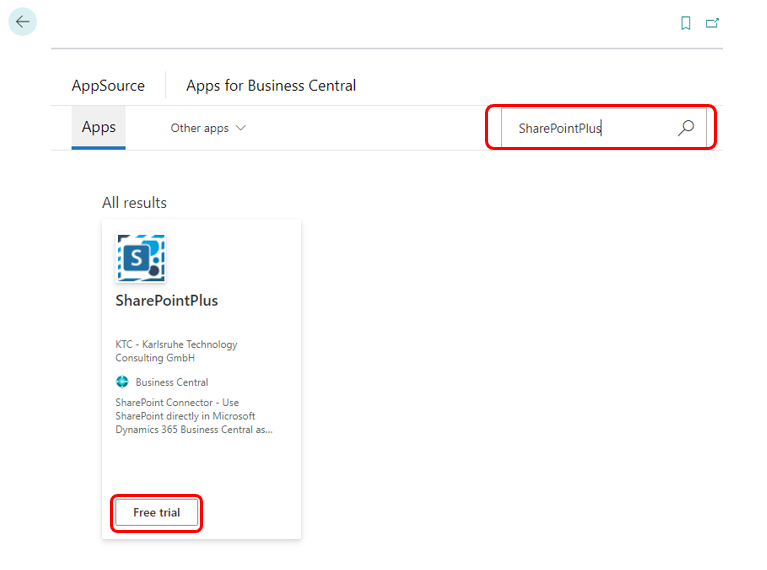 AppSource
Apps for Business Central
Apps
Other apps
SharePointPlus
All results
S
SharePointPlus
KTC - Karlsruhe Technology
Consulting GmbH
Business Central
SharePoint Connector - Use
SharePoint directly in Microsoft
Dynamics 365 Business Central as...
Free trial